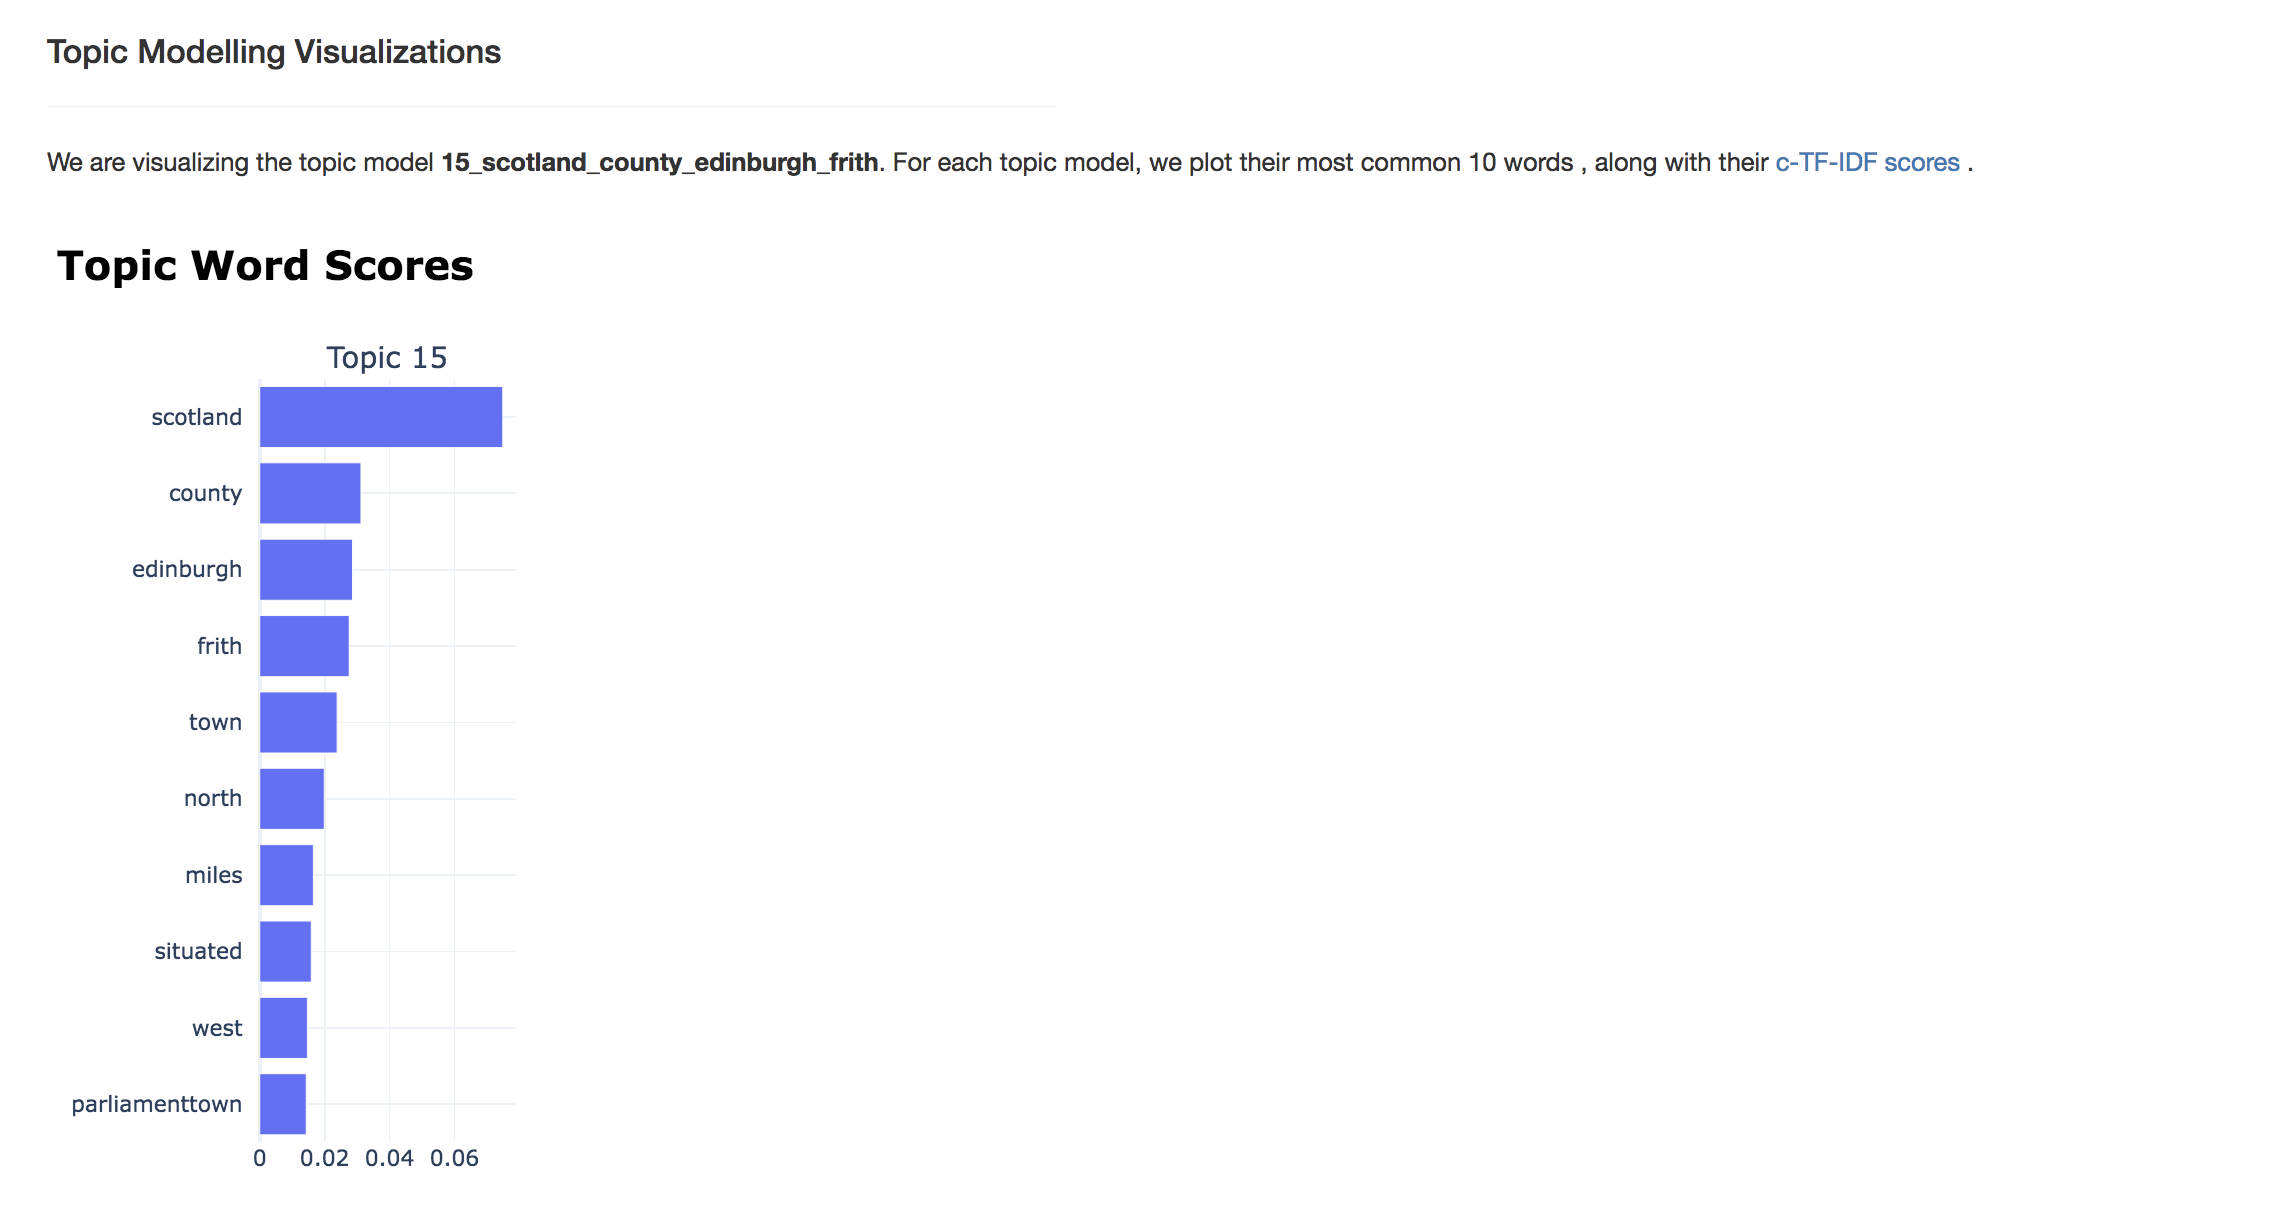 Topic Modelling Visualizations
We are visualizing the topic model 15_scotland_county_edinburgh_frith. For each topic model, we plot their most common 10 words , along with their c-TF-IDF scores .
Topic Word Scores
Topic 15
scotland
county
edinburgh
frith
town
north
miles
situated
west
parliamenttown
0 0.02 0.04 0.06